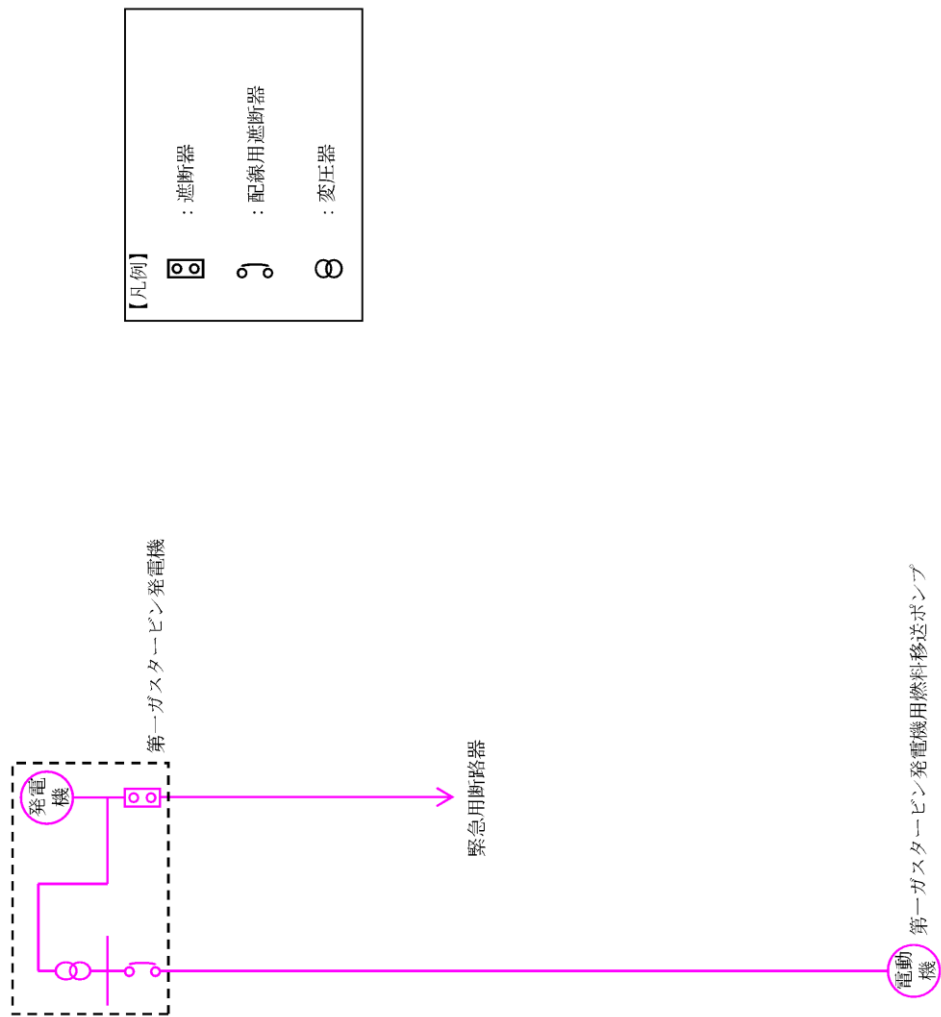 【凡例】
：遮断器
：配線用遮断器
：変圧器
第一ガスタービン発電機
発電
機
緊急用断路器
第一ガスタービン発電機用燃料移送ポンプ
電動
機